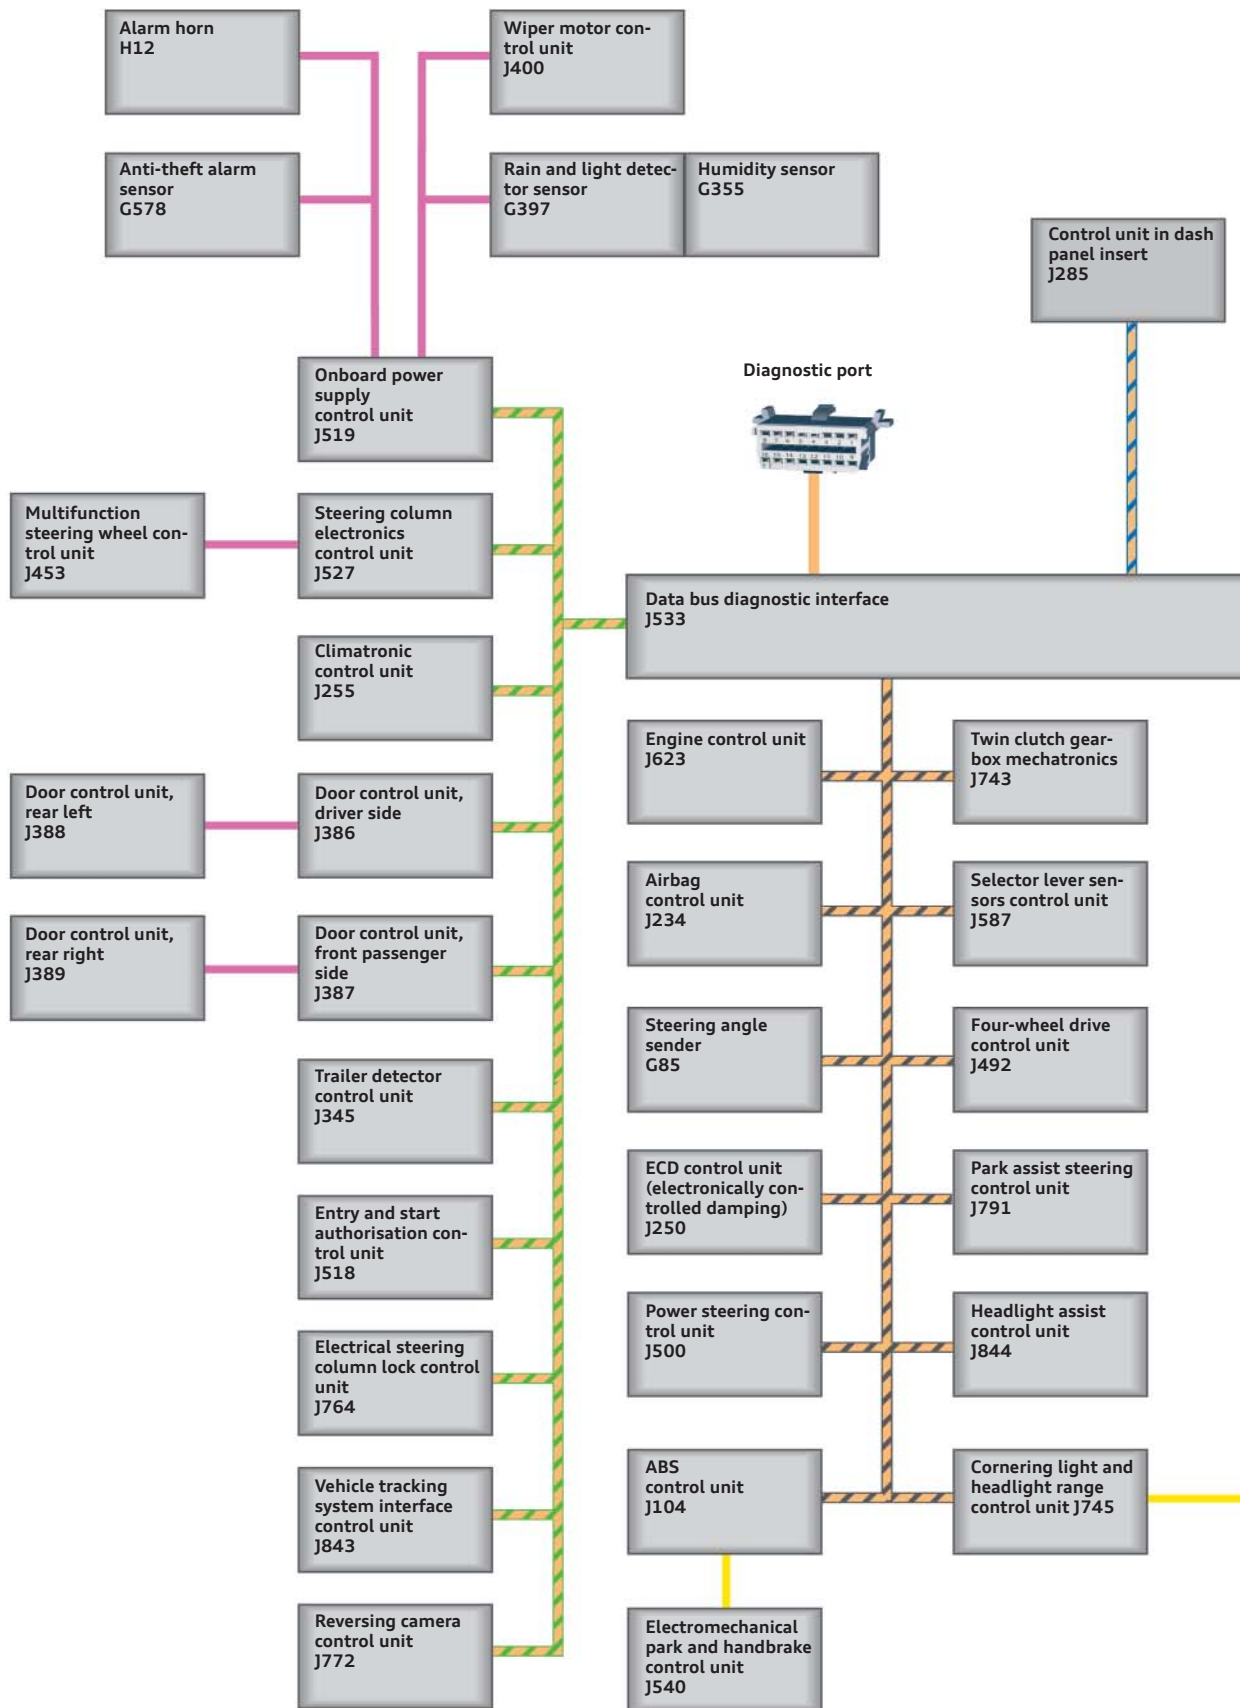 Alarm horn
H12
Wiper motor con-
trol unit
J400
Anti-theft alarm
sensor
G578
Rain and light detec-
tor sensor
G397
Humidity sensor
G355
Control unit in dash
panel insert
J285
Onboard power
supply
control unit
J519
Diagnostic port
Multifunction
steering wheel con-
trol unit
J453
Steering column
electronics
control unit
J527
Data bus diagnostic interface
J533
Climatronic
control unit
J255
Engine control unit
J623
Twin clutch gear-
box mechatronics
J743
Door control unit,
rear left
J388
Door control unit,
driver side
J386
Airbag
control unit
J234
Selector lever sen-
sors control unit
J587
Door control unit,
rear right
J389
Door control unit,
front passenger
side
J387
Steering angle
sender
G85
Four-wheel drive
control unit
J492
Trailer detector
control unit
J345
ECD control unit
(electronically con-
trolled damping)
J250
Park assist steering
control unit
J791
Entry and start
authorisation con-
trol unit
J518
Power steering con-
trol unit
J500
Headlight assist
control unit
J844
Electrical steering
column lock control
unit
J764
ABS
control unit
J104
Cornering light and
headlight range
control unit J745
Vehicle tracking
system interface
control unit
J843
Reversing camera
control unit
J772
Electromechanical
park and handbrake
control unit
J540